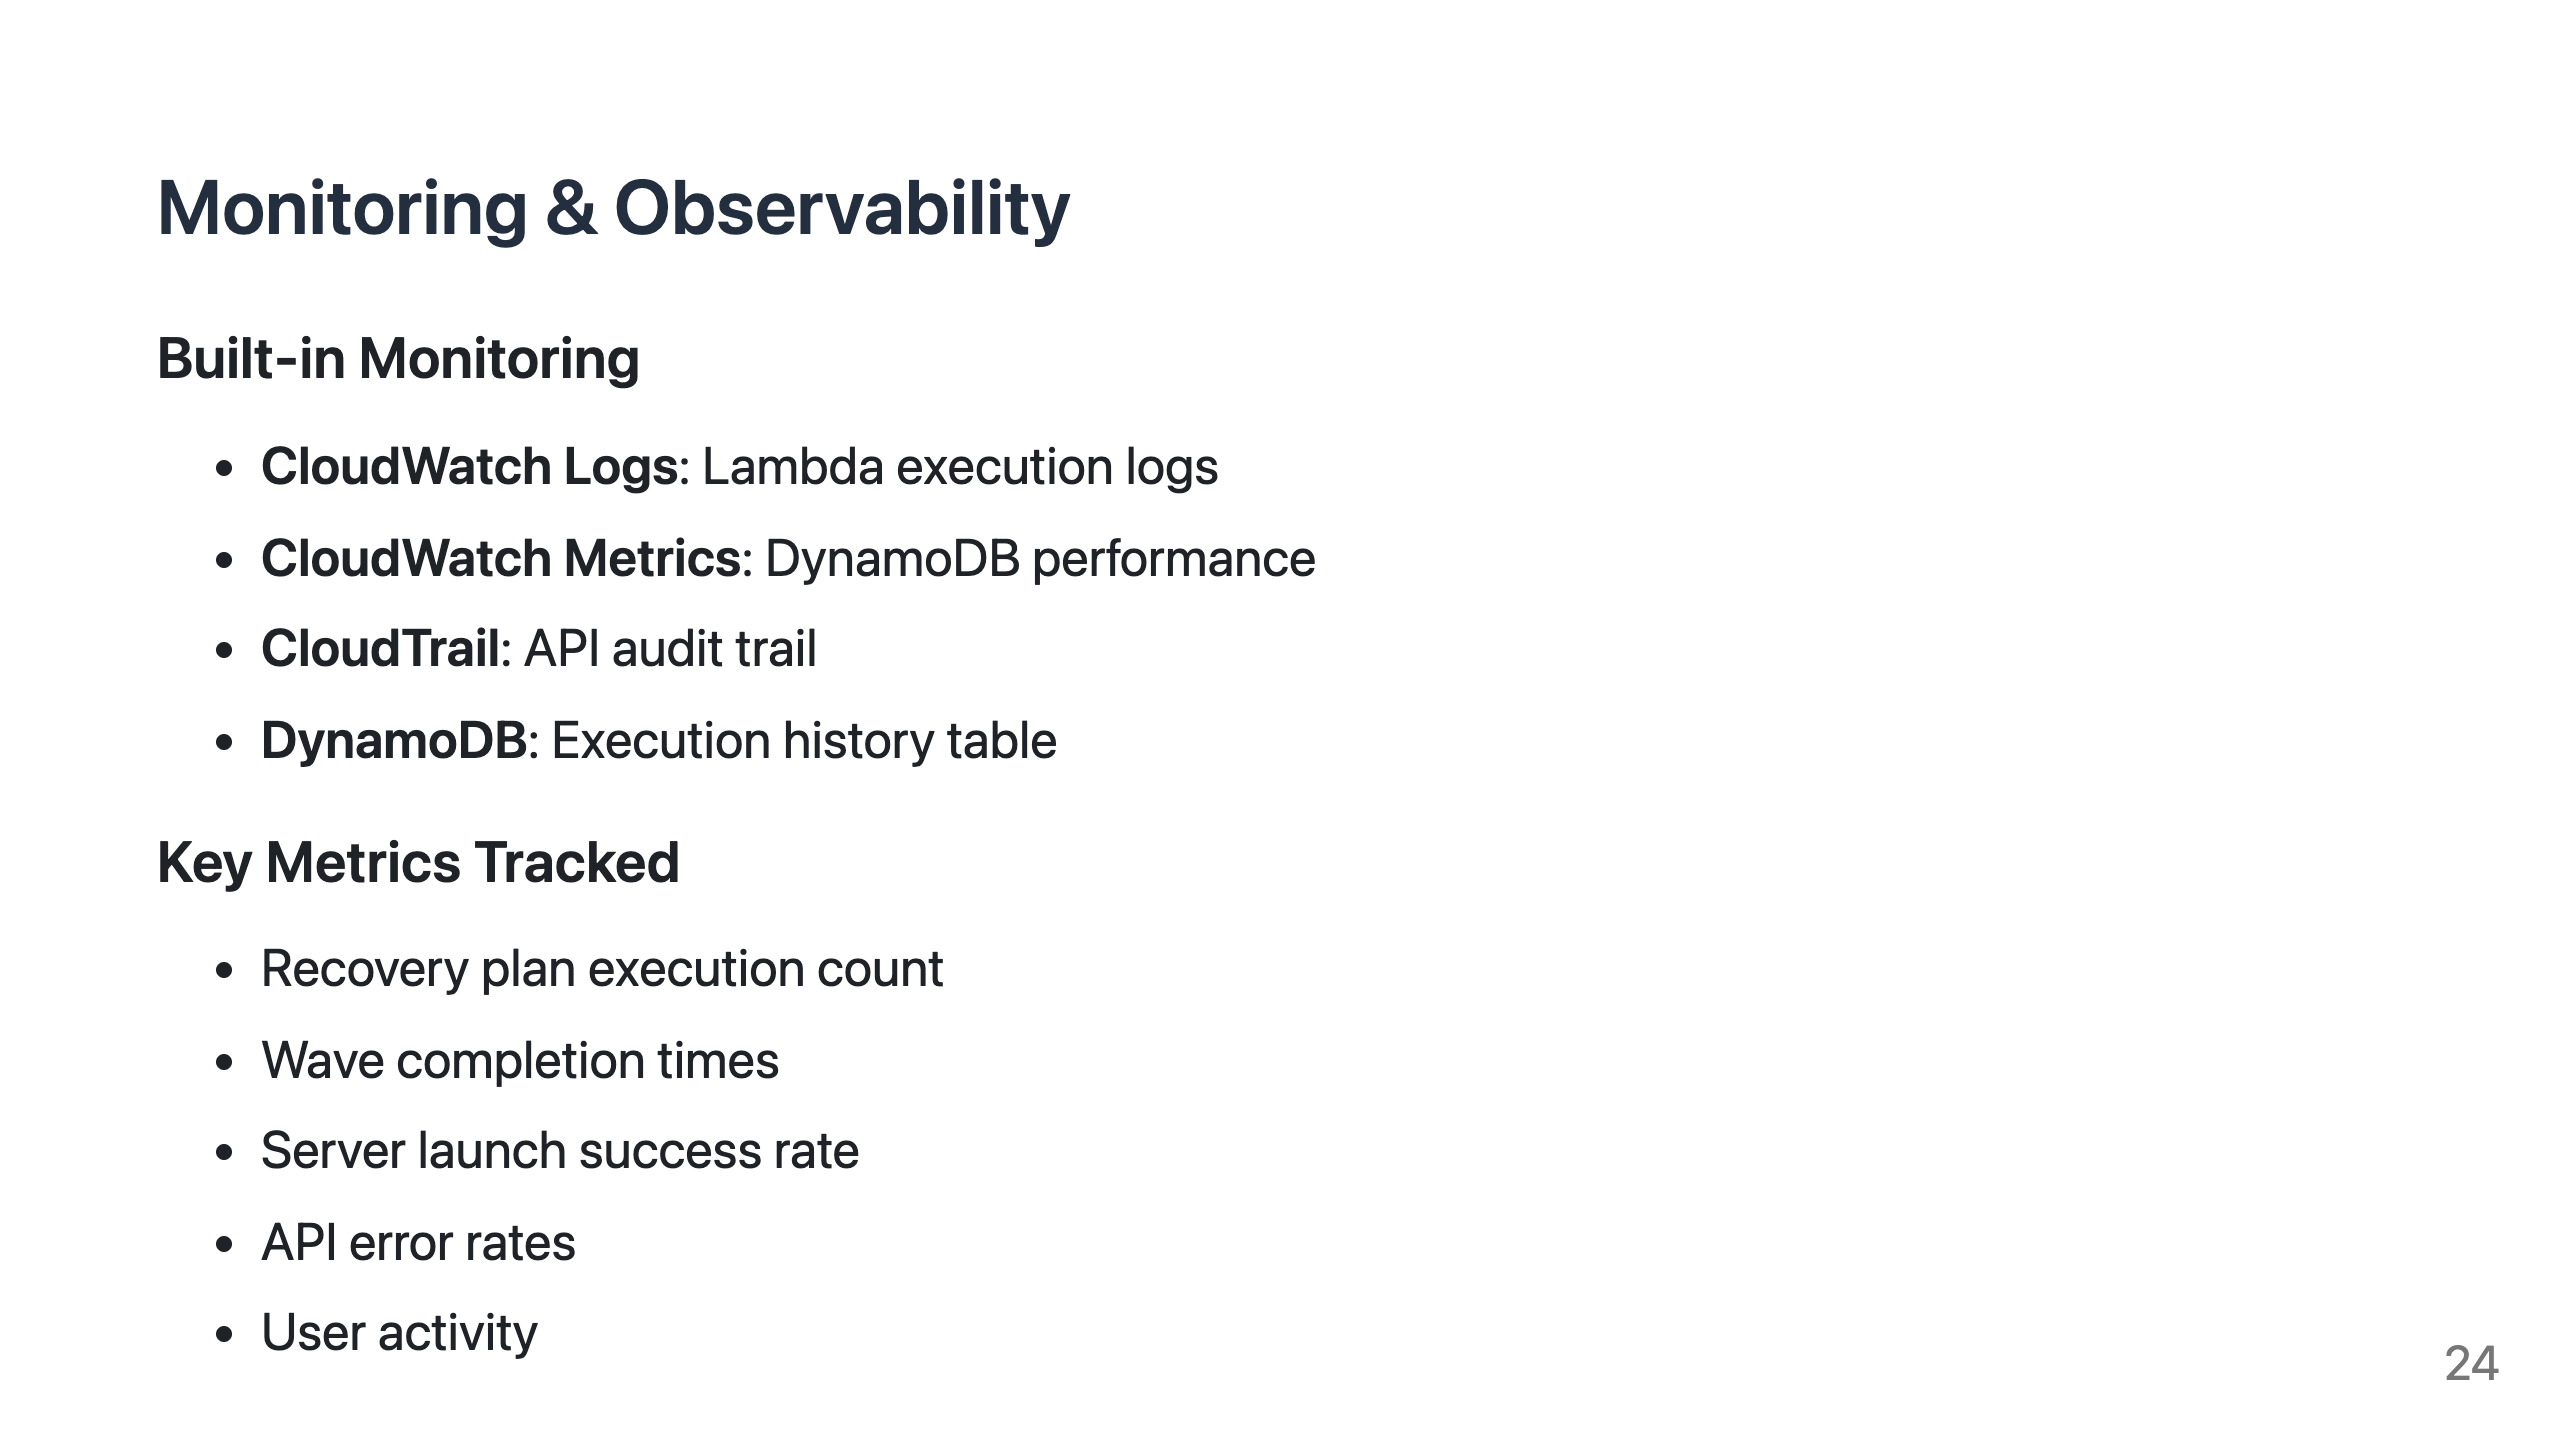 Monitoring & Observability
Built-in Monitoring
• CloudWatch Logs: Lambda execution logs
• CloudWatch Metrics: DynamoDB performance
• CloudTrail: API audit trail
• DynamoDB: Execution history table
Key Metrics Tracked
• Recovery plan execution count
• Wave completion times
• Server launch success rate
• API error rates
• User activity
24